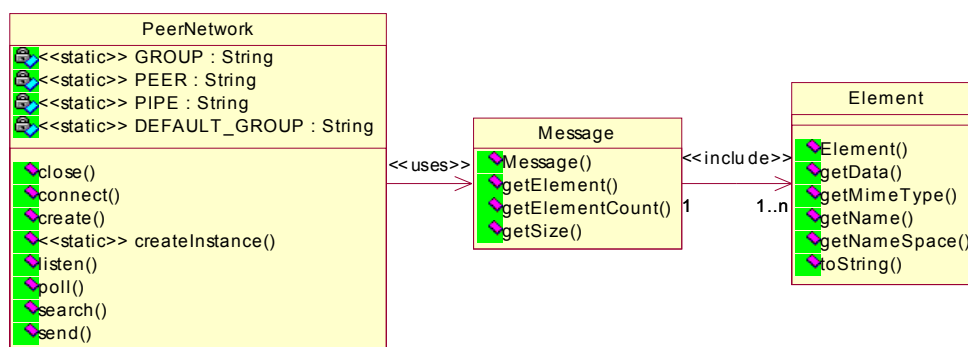 PeerNetwork
<<static>> GROUP : String
<<static>> PEER : String
<<static>> PIPE : String
<<static>> DEFAULT_GROUP : String
close()
connect()
create()
<<static>> createInstance()
listen()
poll()
search()
send()
<<uses>>
Message
Message()
getElement()
getElementCount()
getSize()
<<include>>
1
1..n
Element
Element()
getData()
getMimeType()
getName()
getNameSpace()
toString()